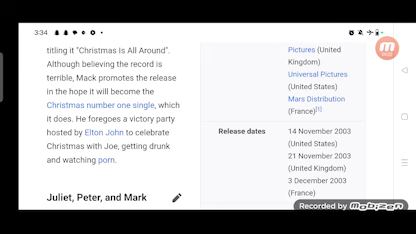 3:34
titling it "Christmas Is All Around".
Although believing the record is
terrible, Mack promotes the release
in the hope it will become the
Christmas number one single, which
it does. He foregoes a victory party
hosted by Elton John to celebrate
Christmas with Joe, getting drunk
and watching porn.
Juliet, Peter, and Mark
Pictures (United
Kingdom)
Universal Pictures
(United States)
Mars Distribution
(France)[1]
Release dates
14 November 2003
(United States)
21 November 2003
(United Kingdom)
3 December 2003
(France)
Recorded by Mobizen